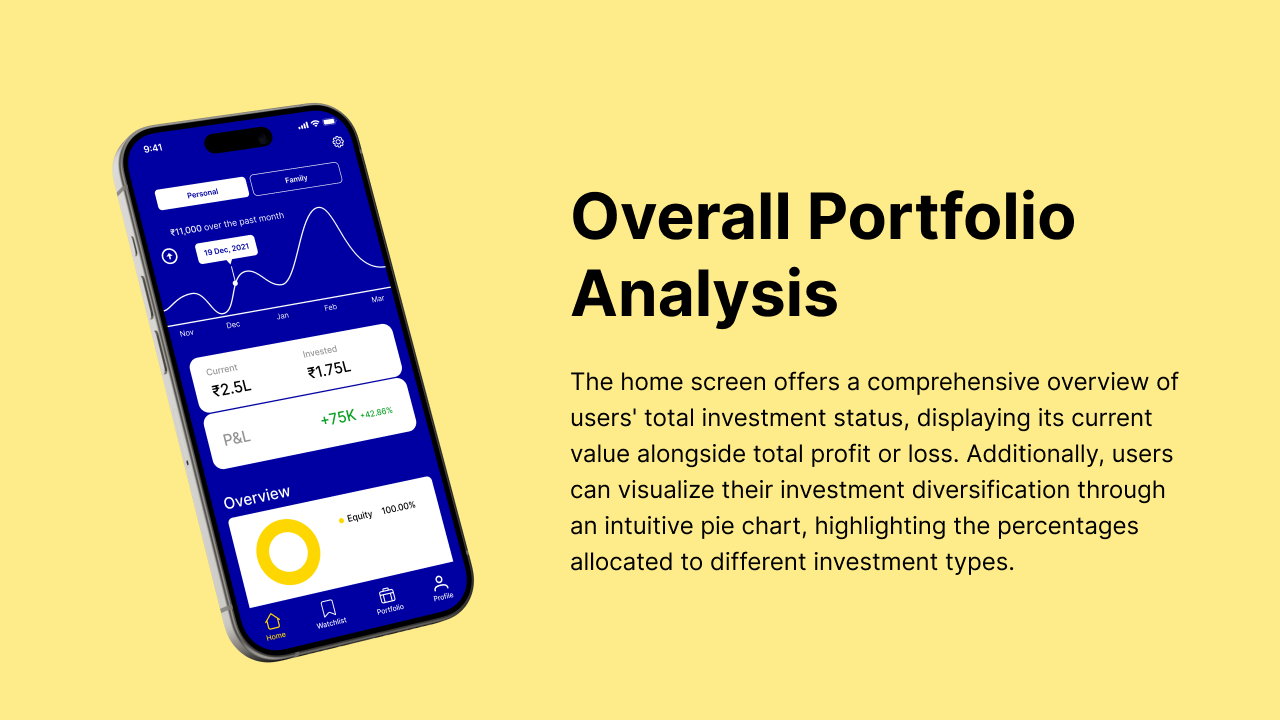 9:41
Personal
Family
₹11,000 over the past month
19 Dec, 2021
Nov
Dec
Jan
Feb
Mar
Current
Invested
₹2.5L
₹1.75L
P&L
+75K +42.86%
Overview
Equity 100.00%
Home
Watchlist
Portfolio
Profile
Overall Portfolio
Analysis
The home screen offers a comprehensive overview of
users' total investment status, displaying its current
value alongside total profit or loss. Additionally, users
can visualize their investment diversification through
an intuitive pie chart, highlighting the percentages
allocated to different investment types.